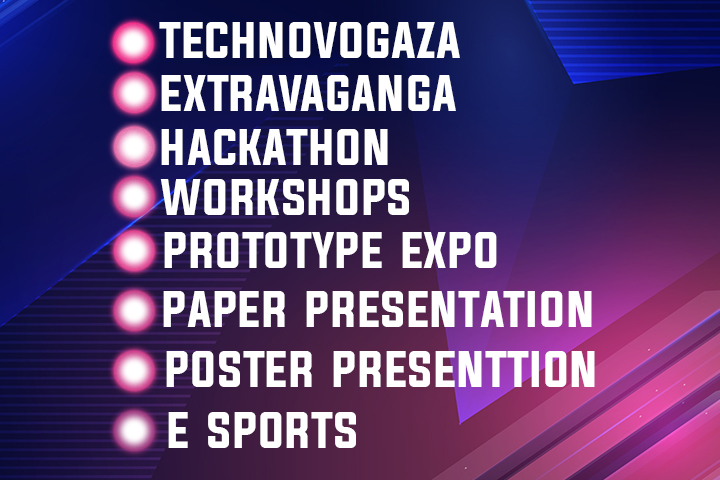 TECHNOVOGAZA
EXTRAVAGANGA
HACKATHON
WORKSHOPS
PROTOTYPE EXPO
PAPER PRESENTATION
POSTER PRESENTTION
E SPORTS